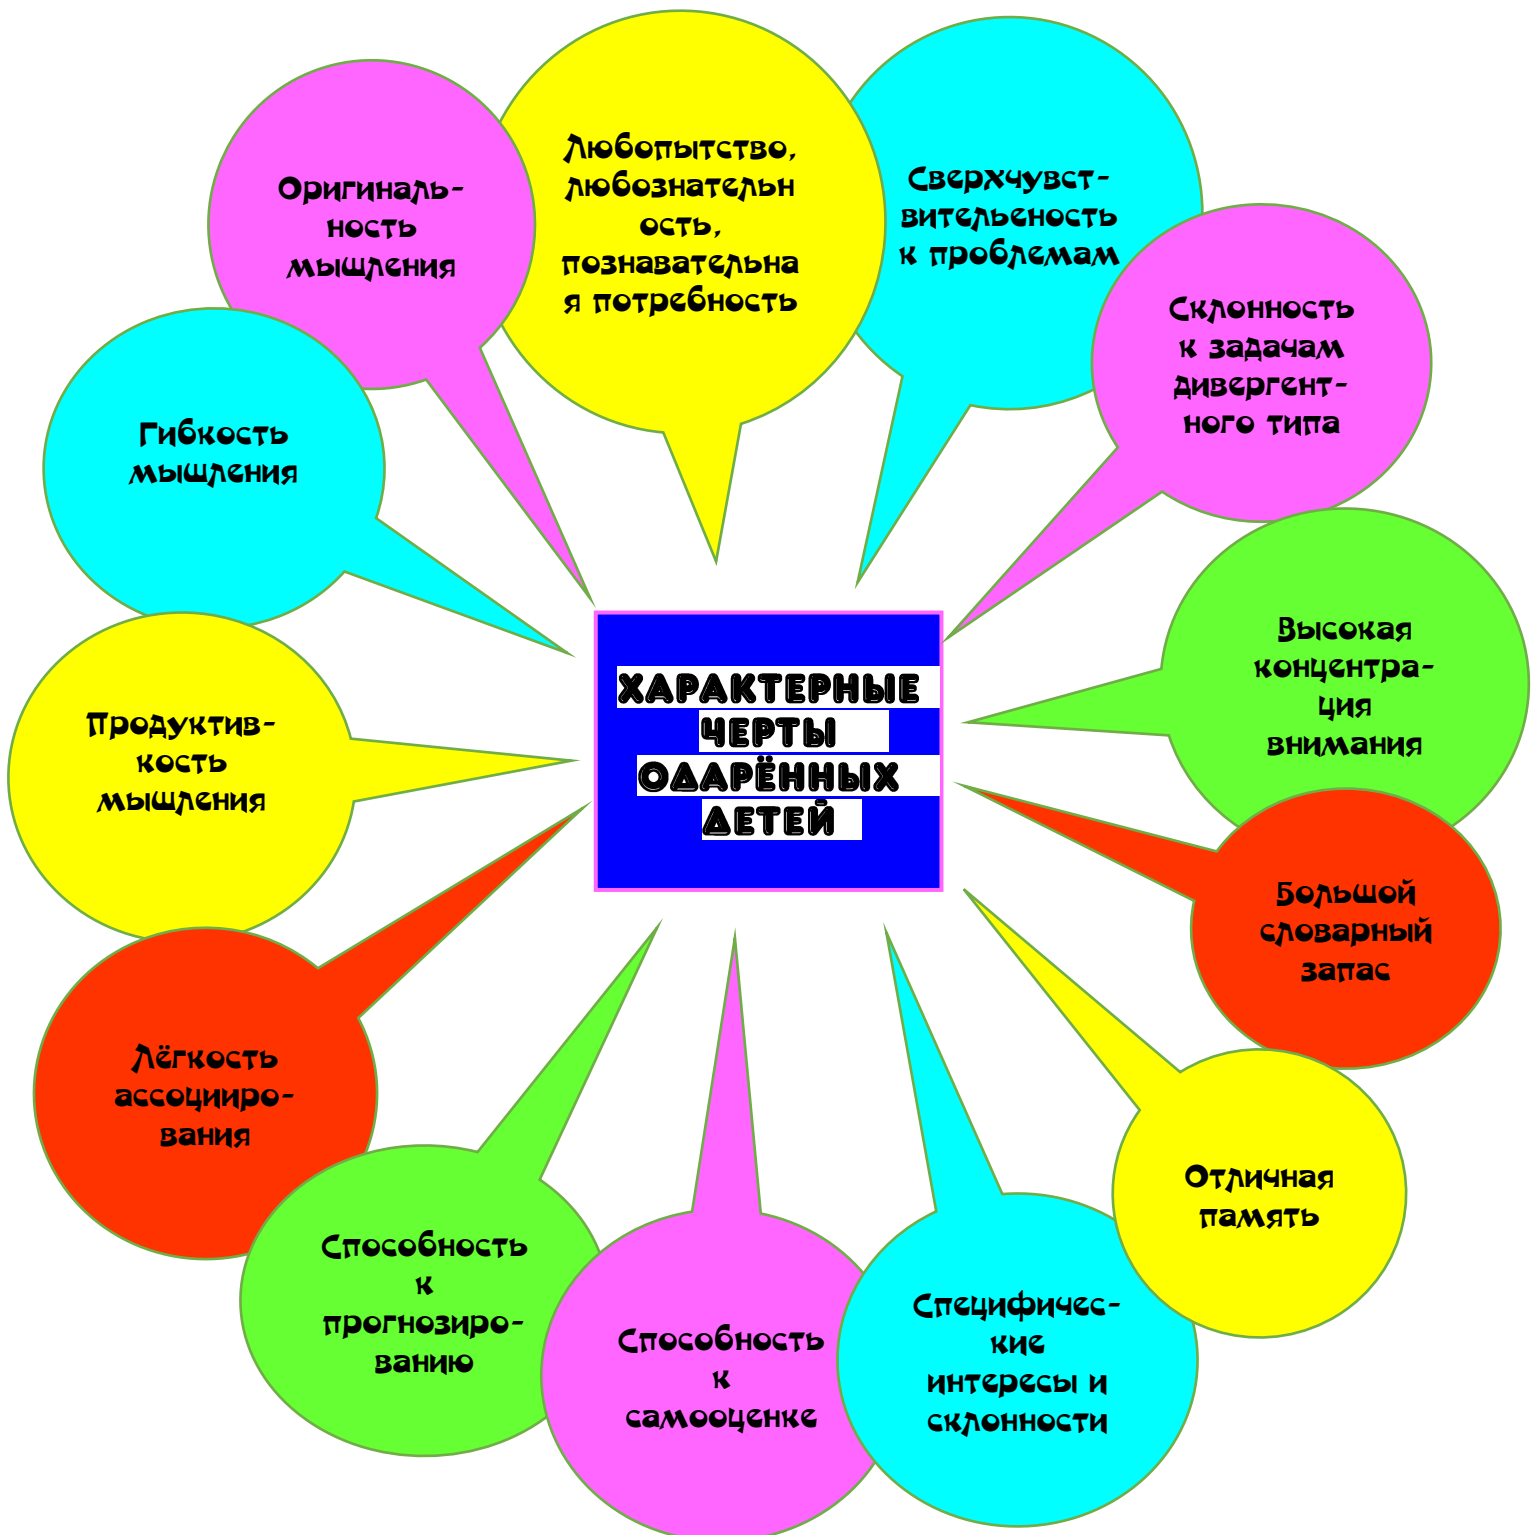 Любопытство,
любознательн
ость,
познавательна
я потребность
Сверхчувст-
вительеность
к проблемам
Склонность
к задачам
дивергент-
ного типа
Высокая
концентра-
ция
внимания
Большой
словарный
запас
Отличная
память
Специфичес-
кие
интересы и
склонности
Способность
к
самооценке
Способность
к
прогнозиро-
ванию
Лёгкость
ассоцииро-
вания
Продуктив-
кость
мышления
Гибкость
мышления
Оригиналь-
ность
мышления
ХАРАКТЕРНЫЕ
ЧЕРТЫ
ОДАРЁННЫХ
ДЕТЕЙ